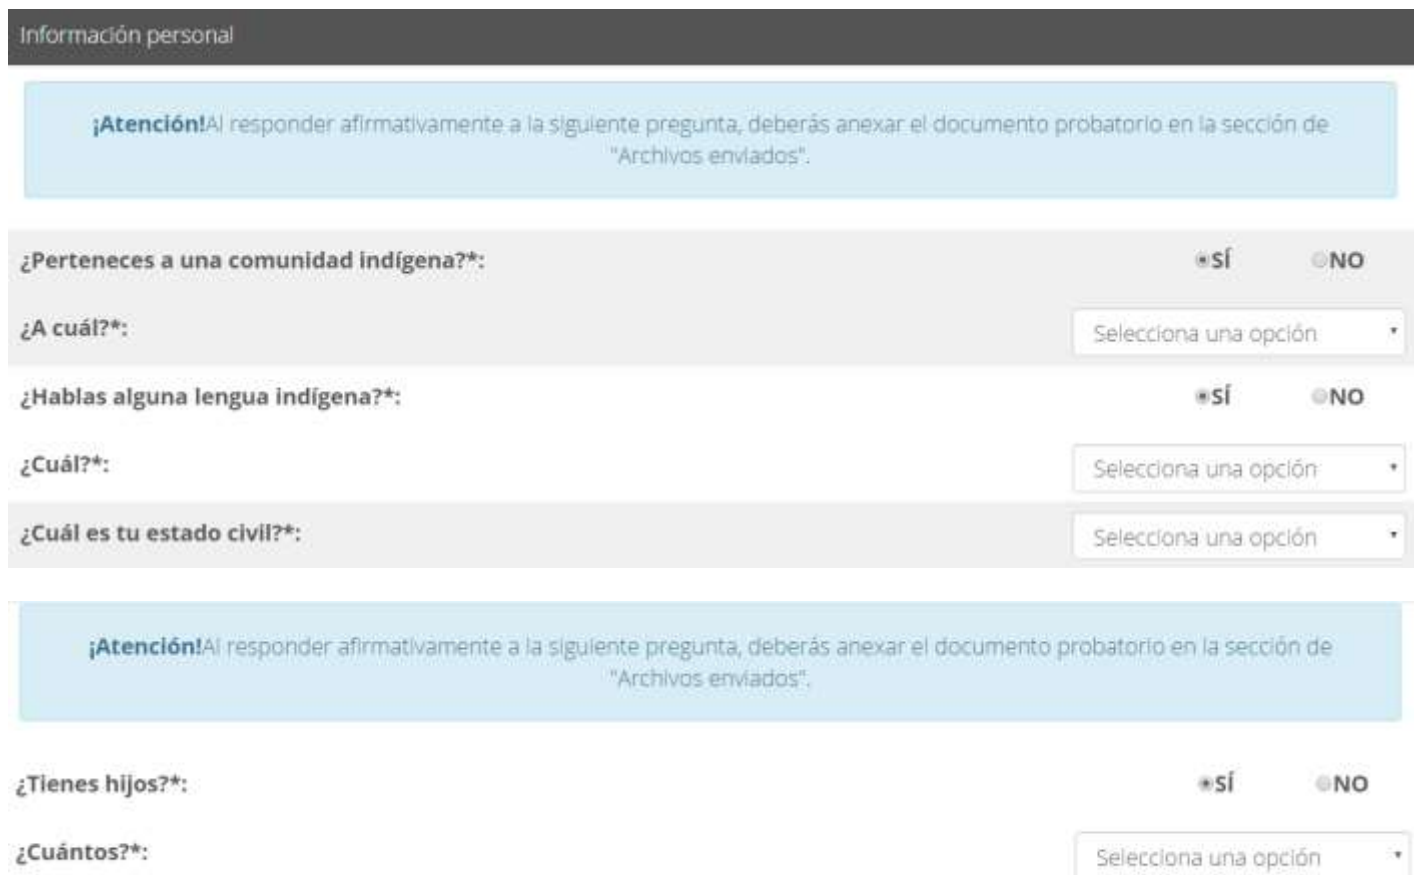 Información personal
¡Atención!Al responder afirmativamente a la siguiente pregunta, deberás anexar el documento probatorio en la sección de
"Archivos enviados".
¿Perteneces a una comunidad indígena?*: SÍ NO
¿A cuál?*: Selecciona una opción
¿Hablas alguna lengua indígena?*: SÍ NO
¿Cuál?*: Selecciona una opción
¿Cuál es tu estado civil?*: Selecciona una opción
¡Atención!Al responder afirmativamente a la siguiente pregunta, deberás anexar el documento probatorio en la sección de
"Archivos enviados".
¿Tienes hijos?*: SÍ NO
¿Cuántos?*: Selecciona una opción